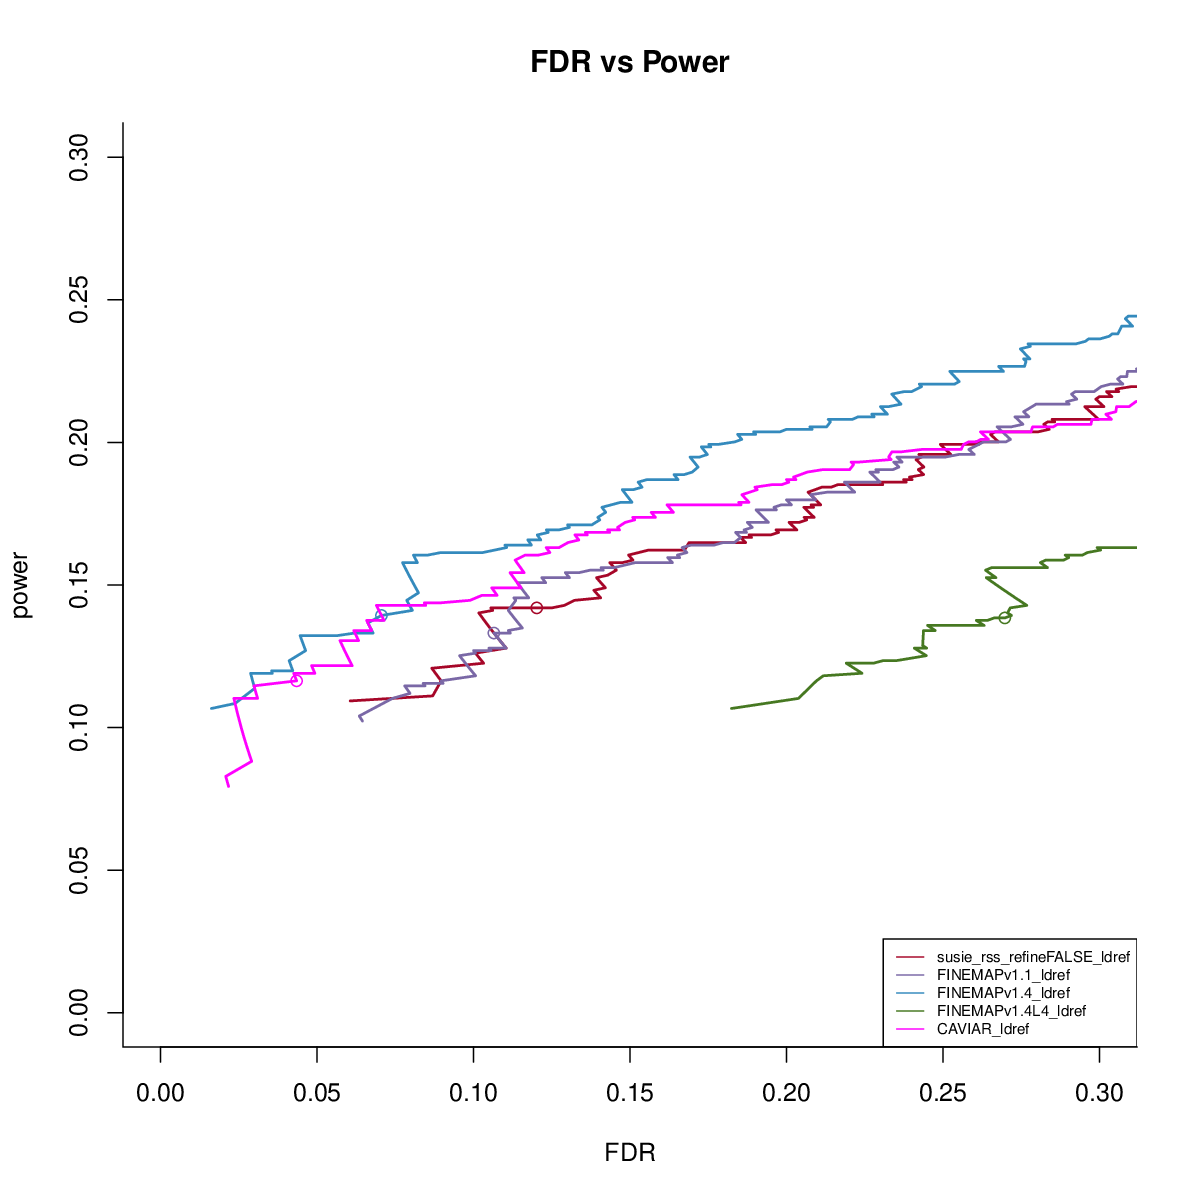 FDR vs Power
power
0.30
0.25
0.20
0.15
0.10
0.05
0.00
susie_rss_refineFALSE_ldref
FINEMAPv1.1_ldref
FINEMAPv1.4_ldref
FINEMAPv1.4L4_ldref
CAVIAR_ldref
0.00 0.05 0.10 0.15 0.20 0.25 0.30
FDR